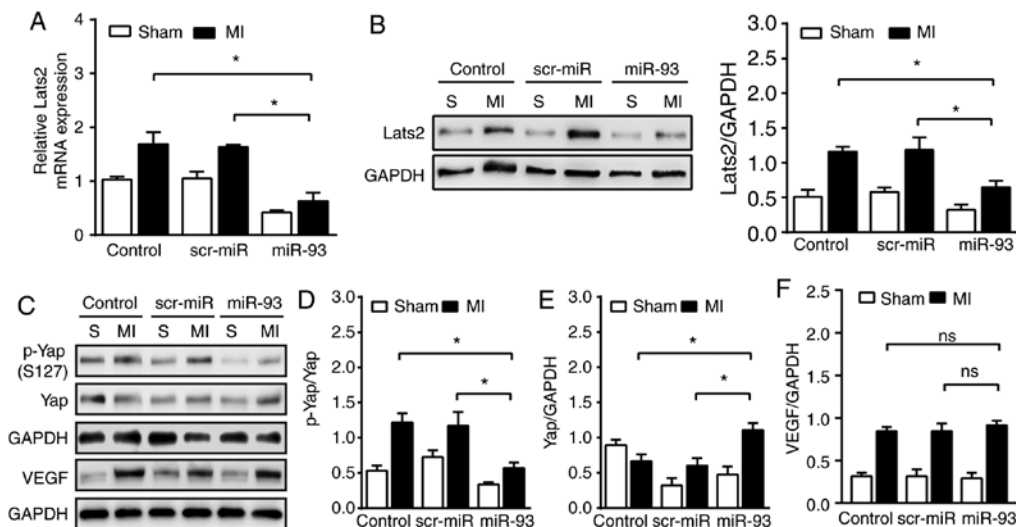 A
Sham MI
Relative Lats2
mRNA expression
4
3
2
1
0
*
*
Control scr-miR miR-93
B
Control scr-miR miR-93
S MI S MI S MI
Lats2
GAPDH
Sham MI
Lats2/GAPDH
3.0
2.5
2.0
1.5
1.0
0.5
0.0
*
*
Control scr-miR miR-93
C
Control scr-miR miR-93
S MI S MI S MI
p-Yap
(S127)
Yap
GAPDH
VEGF
GAPDH
D
Sham MI
p-Yap/Yap
3.0
2.5
2.0
1.5
1.0
0.5
0.0
*
*
Control scr-miR miR-93
E
Sham MI
Yap/GAPDH
3.0
2.5
2.0
1.5
1.0
0.5
0.0
*
*
Control scr-miR miR-93
F
Sham MI
VEGF/GAPDH
2.5
2.0
1.5
1.0
0.5
0.0
ns
ns
Control scr-miR miR-93